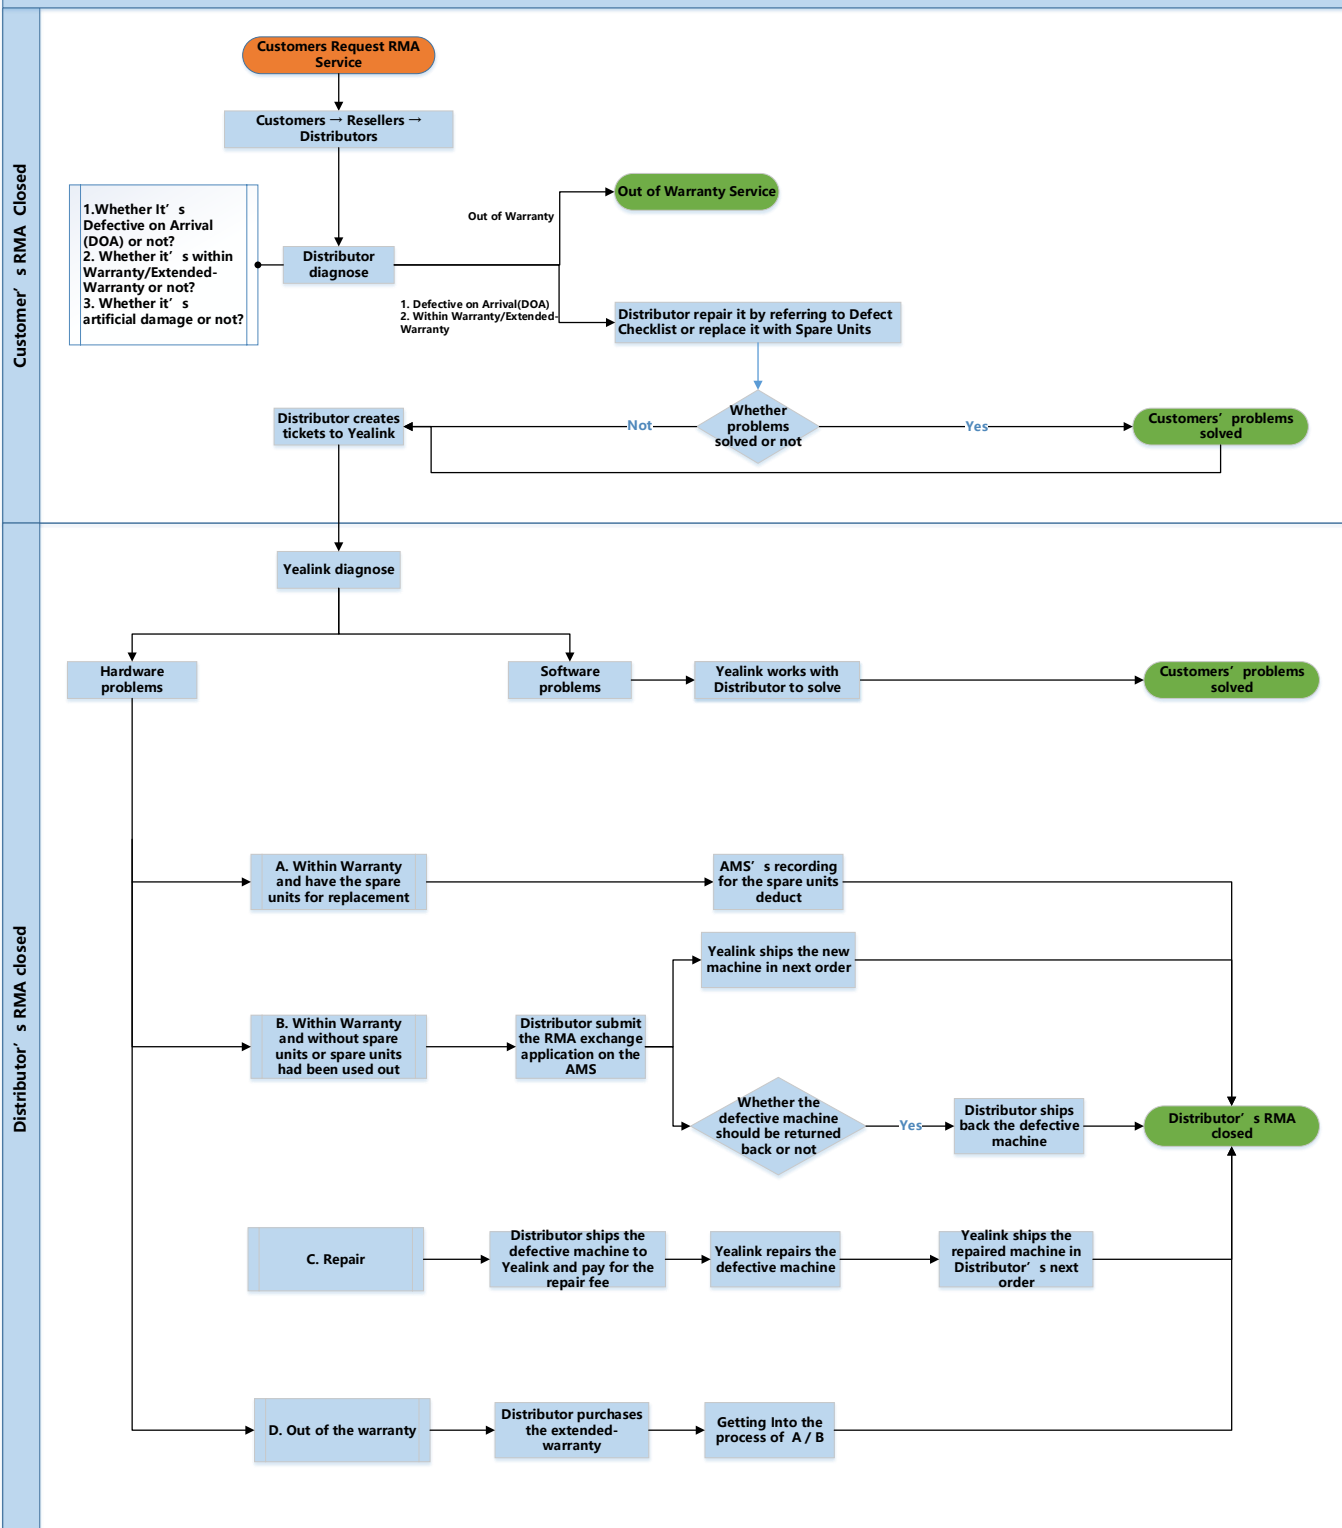 Customer’s RMA Closed
Customers Request RMA
Service
Customers → Resellers →
Distributors
1.Whether It’s
Defective on Arrival
(DOA) or not?
2. Whether it’s within
Warranty/Extended-
Warranty or not?
3. Whether it’s
artificial damage or not?
Distributor
diagnose
Out of Warranty
Out of Warranty Service
1. Defective on Arrival(DOA)
2. Within Warranty/Extended-
Warranty
Distributor repair it by referring to Defect
Checklist or replace it with Spare Units
Whether
problems
solved or not
Not
Yes
Distributor creates
tickets to Yealink
Customers’ problems
solved
Distributor’s RMA closed
Yealink diagnose
Hardware
problems
Software
problems
Yealink works with
Distributor to solve
Customers’ problems
solved
A. Within Warranty
and have the spare
units for replacement
AMS’s recording
for the spare units
deduct
Yealink ships the new
machine in next order
B. Within Warranty
and without spare
units or spare units
had been used out
Distributor submit
the RMA exchange
application on the
AMS
Whether the
defective machine
should be returned
back or not
Yes
Distributor ships
back the defective
machine
Distributor’s RMA
closed
C. Repair
Distributor ships the
defective machine to
Yealink and pay for the
repair fee
Yealink repairs the
defective machine
Yealink ships the
repaired machine in
Distributor’s next
order
D. Out of the warranty
Distributor purchases
the extended-
warranty
Getting Into the
process of A / B